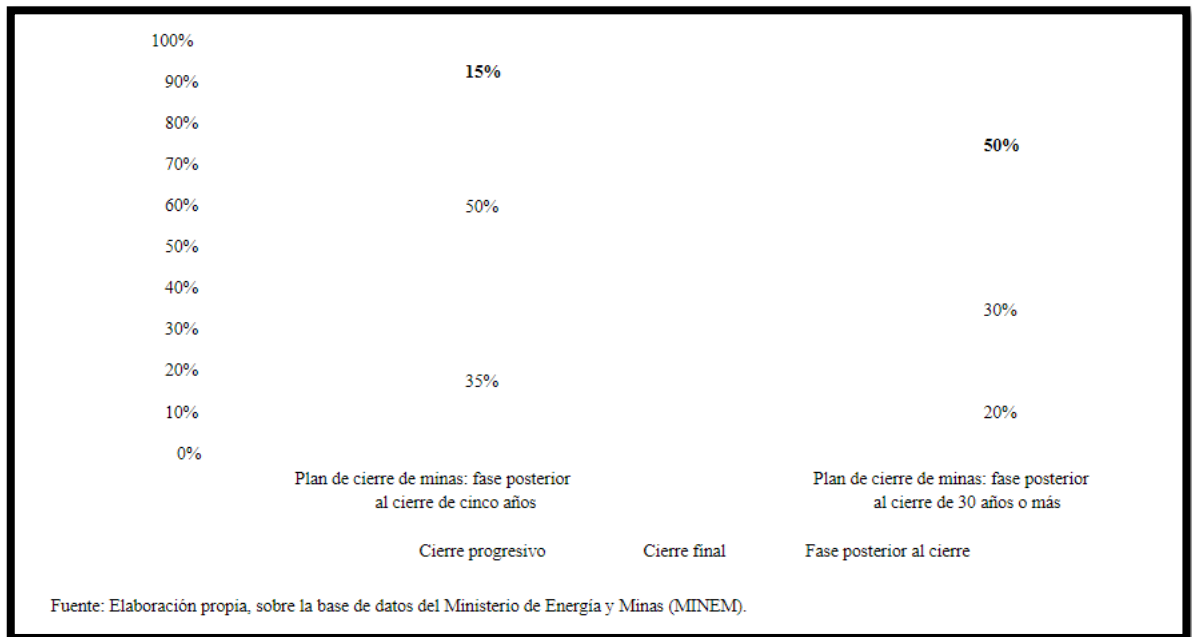 100%
15%
90%
80%
50%
70%
60%
50%
50%
40%
30%
30%
20%
35%
10%
20%
0%
Plan de cierre de minas: fase posterior
al cierre de cinco años
Plan de cierre de minas: fase posterior
al cierre de 30 años o más
Cierre progresivo
Cierre final
Fase posterior al cierre
Fuente: Elaboración propia, sobre la base de datos del Ministerio de Energía y Minas (MINEM).